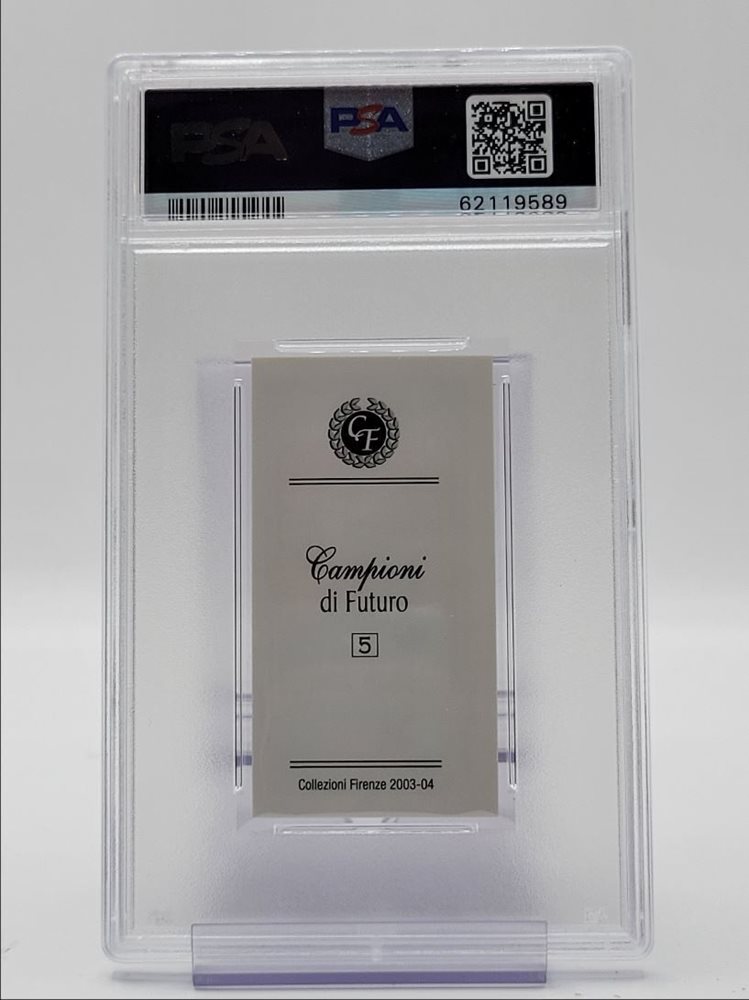 PSA
PSA
62119589
CF
Campioni
di Futuro
5
Collezioni Firenze 2003-04